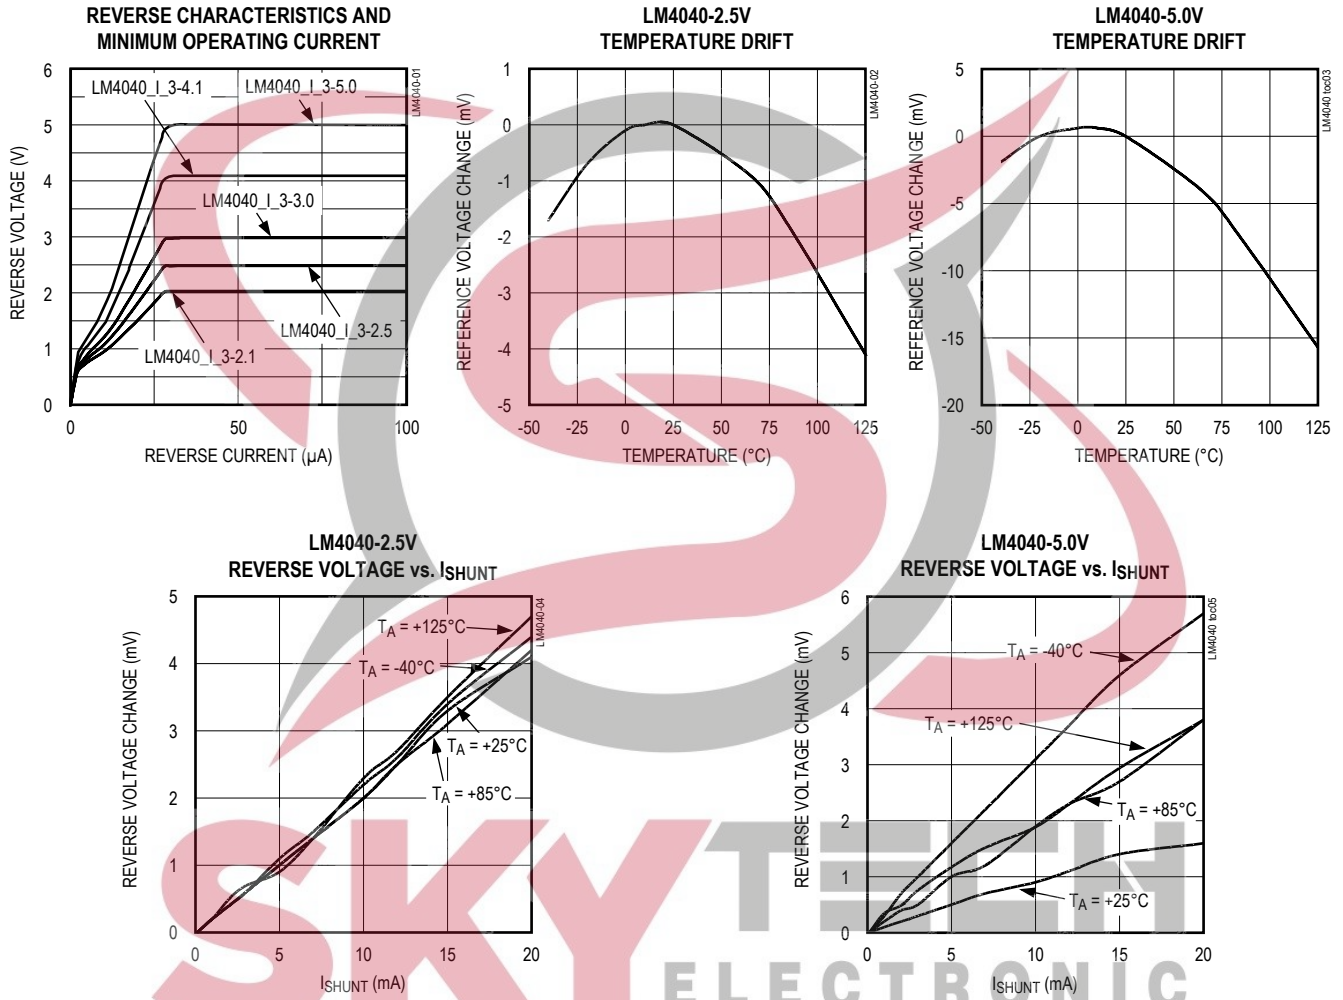 REVERSE CHARACTERISTICS AND
MINIMUM OPERATING CURRENT
LM4040-01
6
5
4
3
2
1
0
REVERSE VOLTAGE (V)
LM4040_I_3-4.1
LM4040_I_3-5.0
LM4040_I_3-3.0
LM4040_I_3-2.5
LM4040_I_3-2.1
0
50
100
REVERSE CURRENT (µA)
LM4040-2.5V
TEMPERATURE DRIFT
LM4040-02
1
0
-1
-2
-3
-4
-5
REFERENCE VOLTAGE CHANGE (mV)
-50 -25 0 25 50 75 100 125
TEMPERATURE (°C)
LM4040-5.0V
TEMPERATURE DRIFT
LM4040 toc03
5
0
-5
-10
-15
-20
REFERENCE VOLTAGE CHANGE (mV)
-50 -25 0 25 50 75 100 125
TEMPERATURE (°C)
LM4040-2.5V
REVERSE VOLTAGE vs. ISHUNT
LM4040-04
5
4
3
2
1
0
REVERSE VOLTAGE CHANGE (mV)
TA = +125°C
TA = -40°C
TA = +25°C
TA = +85°C
0 5 10 15 20
ISHUNT (mA)
LM4040-5.0V
REVERSE VOLTAGE vs. ISHUNT
LM4040 toc05
6
5
4
3
2
1
0
REVERSE VOLTAGE CHANGE (mV)
TA = -40°C
TA = +125°C
TA = +85°C
TA = +25°C
0 5 10 15 20
ISHUNT (mA)
SKYTECH
ELECTRONIC